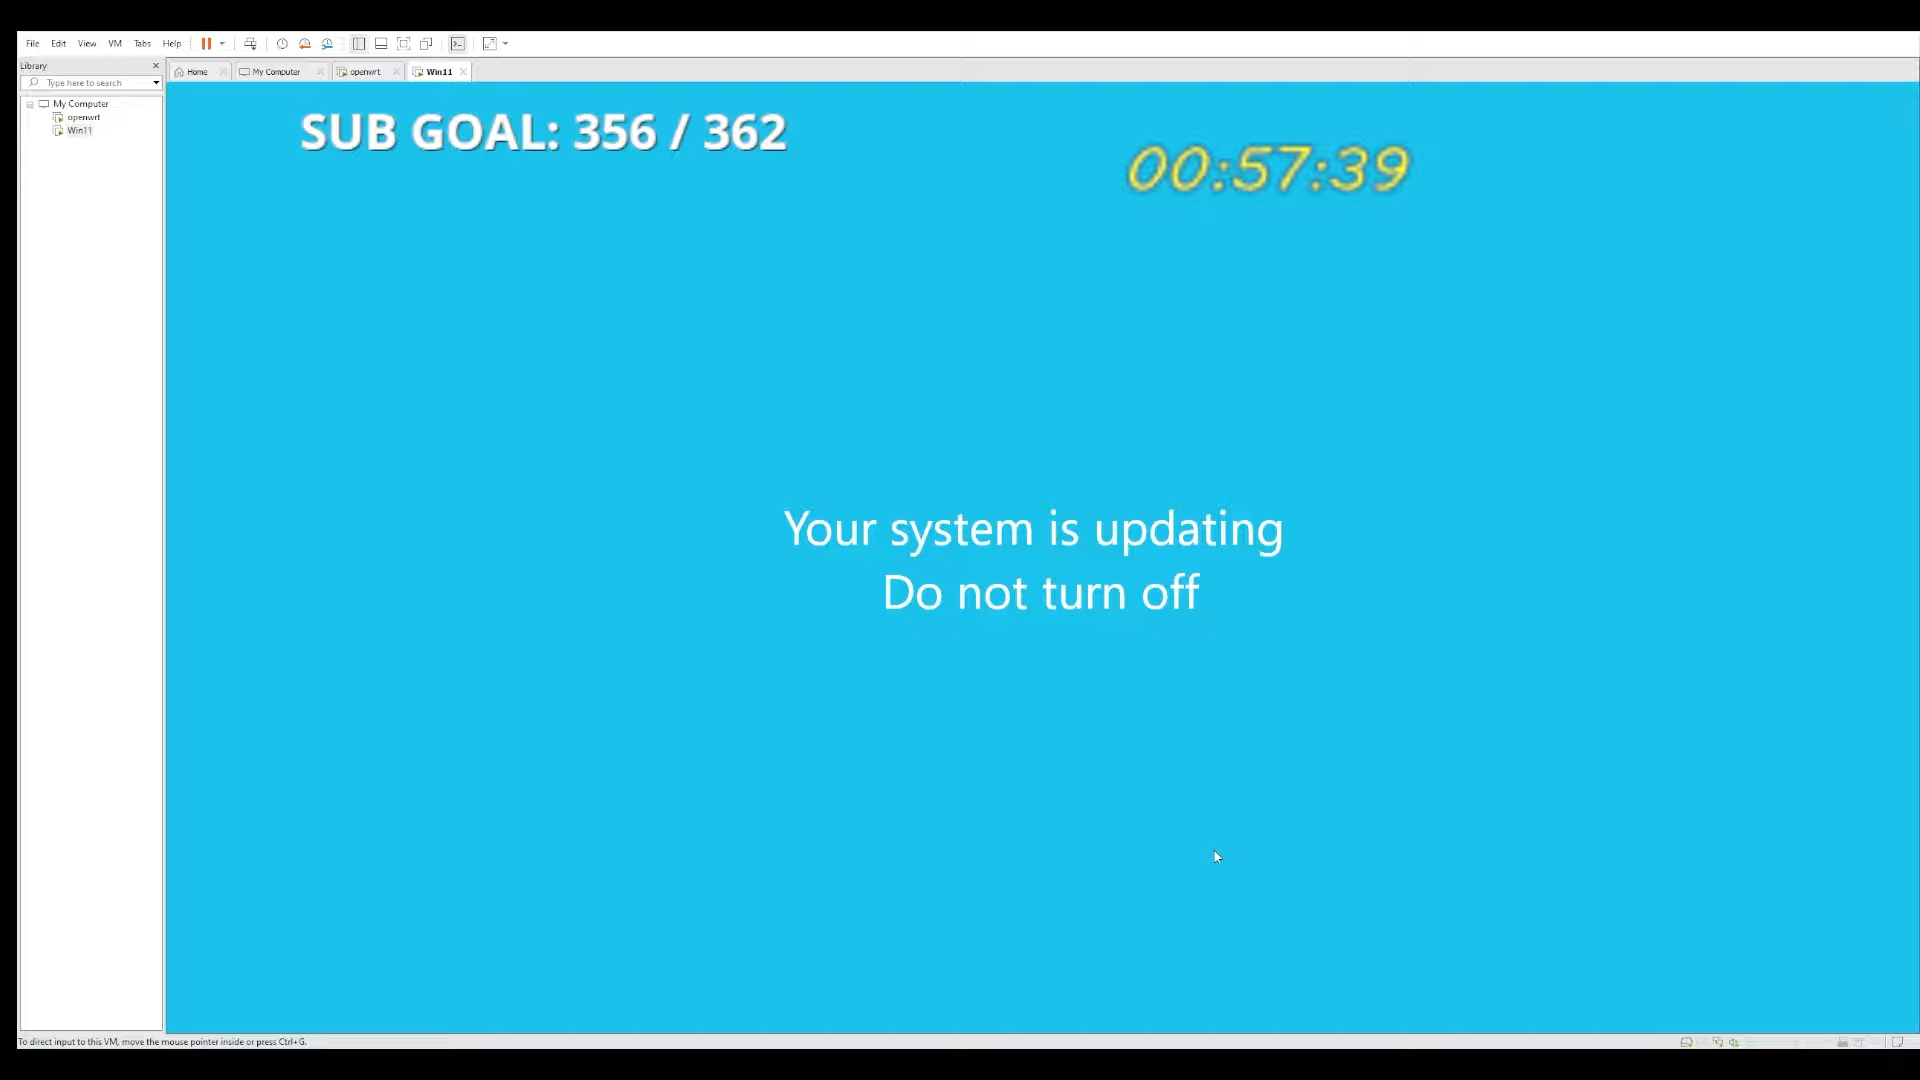 File Edit View VM Tabs Help
Library
Type here to search
Home My Computer openwrt Win11
My Computer
openwrt
Win11
SUB GOAL: 356 / 362
00:57:39
Your system is updating
Do not turn off
To direct input to this VM, move the mouse pointer inside or press Ctrl+G.